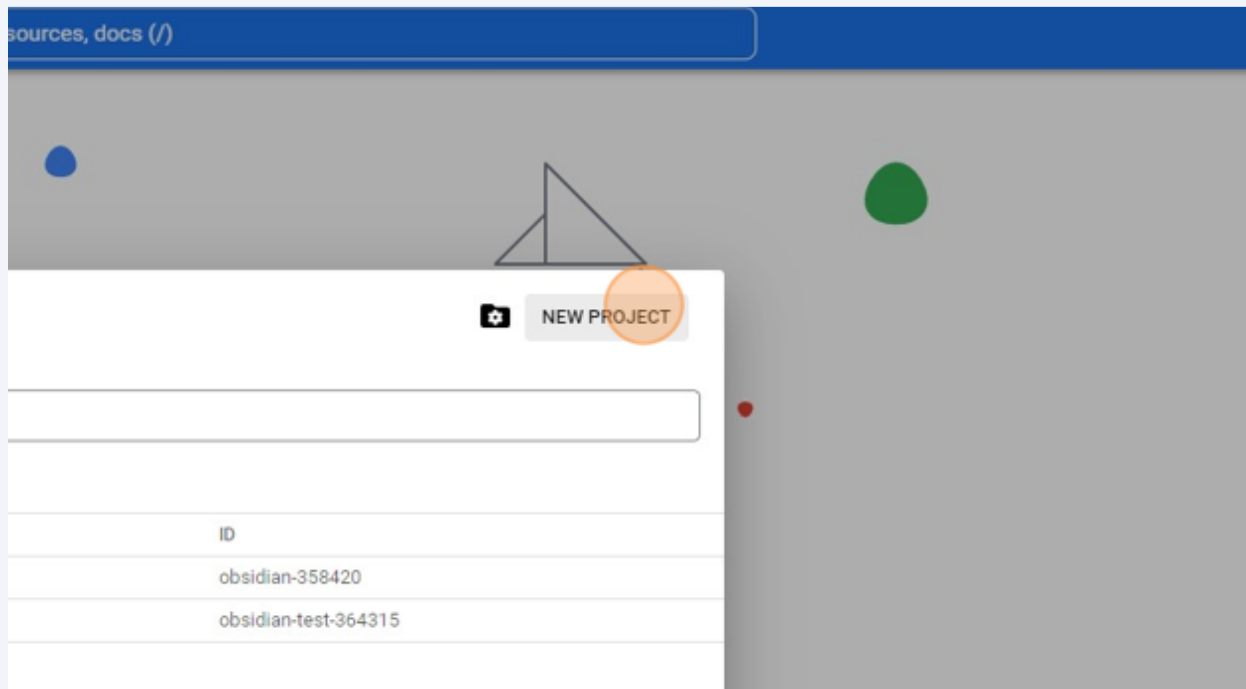 sources, docs (/)
NEW PROJECT
ID
obsidian-358420
obsidian-test-364315